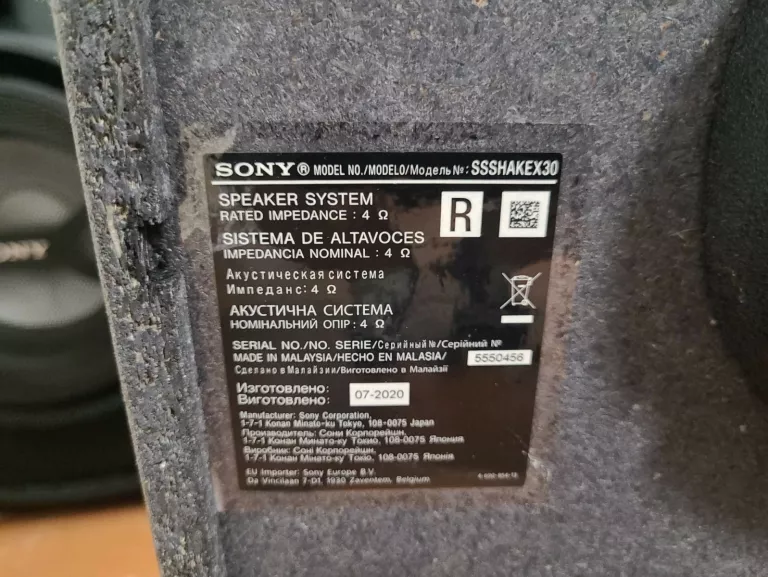 SONY
SONY® MODEL NO./MODELO/Модель №: SSSHAKEX30
SPEAKER SYSTEM
RATED IMPEDANCE : 4 Ω
R
SISTEMA DE ALTAVOCES
IMPEDANCIA NOMINAL : 4 Ω
Акустическая система
Импеданс: 4 Ω
АКУСТИЧНА СИСТЕМА
НОМІНАЛЬНИЙ ОПІР : 4 Ω
SERIAL NO./NO. SERIE/Серийный №/Серійний №
MADE IN MALAYSIA/HECHO EN MALASIA/
5550456
Сделано в Малайзии/Виготовлено в Малайзії
Изготовлено:
Виготовлено:
07-2020
Manufacturer: Sony Corporation,
1-7-1 Konan Minato-ku Tokyo, 108-0075 Japan
Производитель: Сони Корпорейшн,
1-7-1 Конан Минато-ку Токио, 108-0075 Япония
Виробник: Соні Корпорейшн,
1-7-1 Конан Мінато-ку Токіо, 108-0075 Японія
EU Importer: Sony Europe B.V.
Da Vincilaan 7-D1, 1930 Zaventem, Belgium